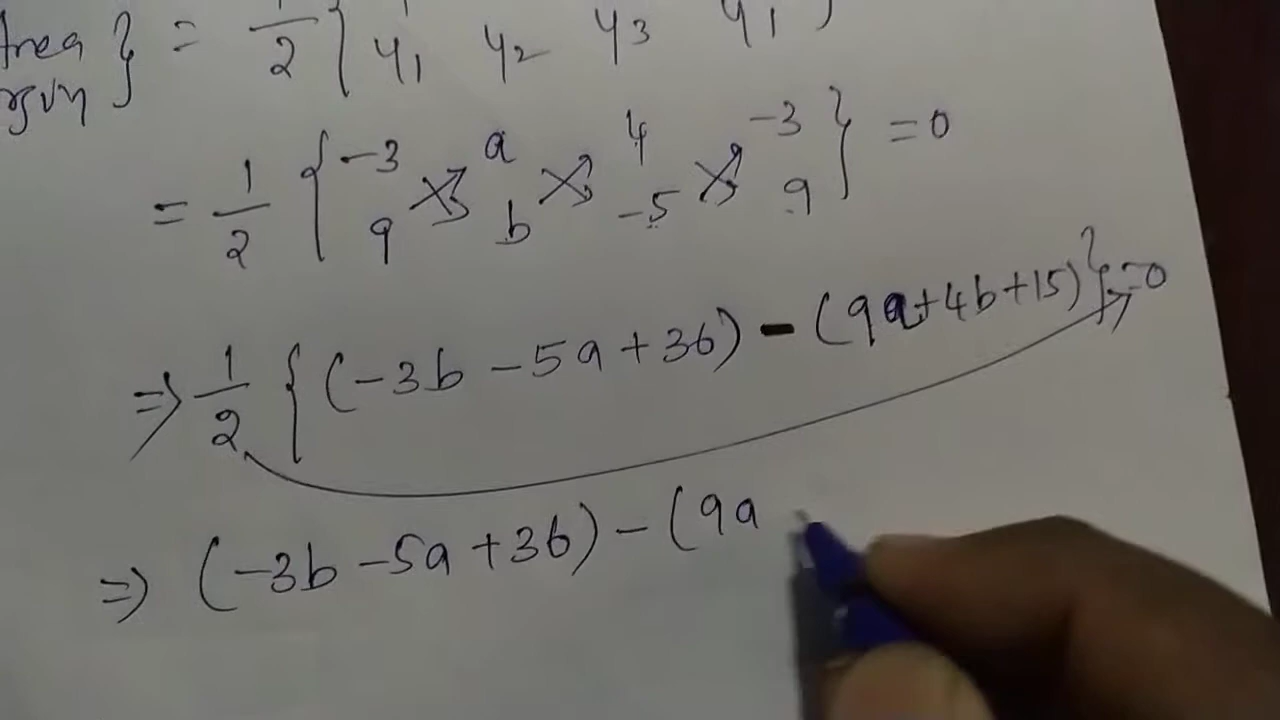 Area } = 1/2 { y1 y2 y3 y1 }
= 1/2 { -3 a 4 -3 } = 0
9 b -5 9
⇒ 1/2 { (-3b - 5a + 36) - (9a + 4b + 15) } = 0
⇒ (-3b - 5a + 36) - (9a